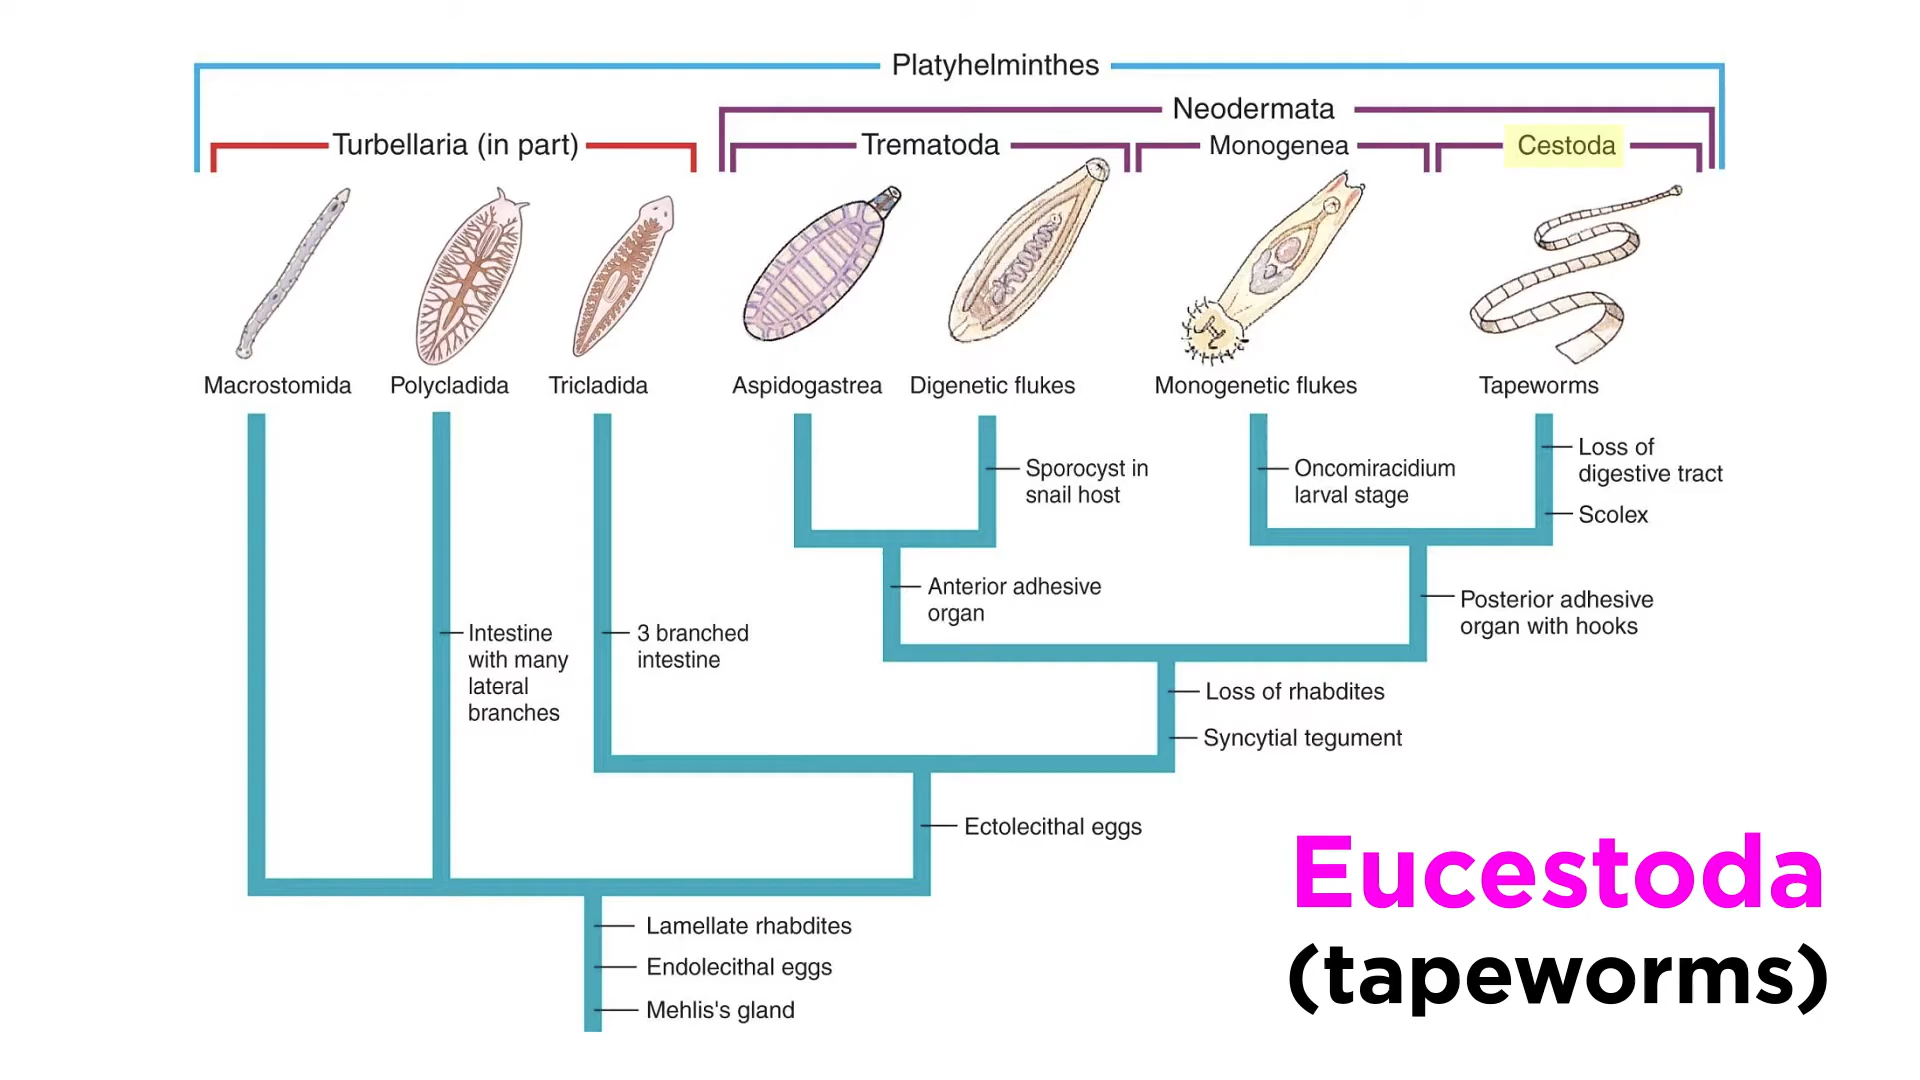 Platyhelminthes
Neodermata
Turbellaria (in part)
Trematoda
Monogenea
Cestoda
Macrostomida
Polycladida
Tricladida
Aspidogastrea
Digenetic flukes
Monogenetic flukes
Tapeworms
Loss of
digestive tract
Scolex
Sporocyst in
snail host
Oncomiracidium
larval stage
Anterior adhesive
organ
Posterior adhesive
organ with hooks
Intestine
with many
lateral
branches
3 branched
intestine
Loss of rhabdites
Syncytial tegument
Ectolecithal eggs
Lamellate rhabdites
Endolecithal eggs
Mehlis's gland
Eucestoda
(tapeworms)